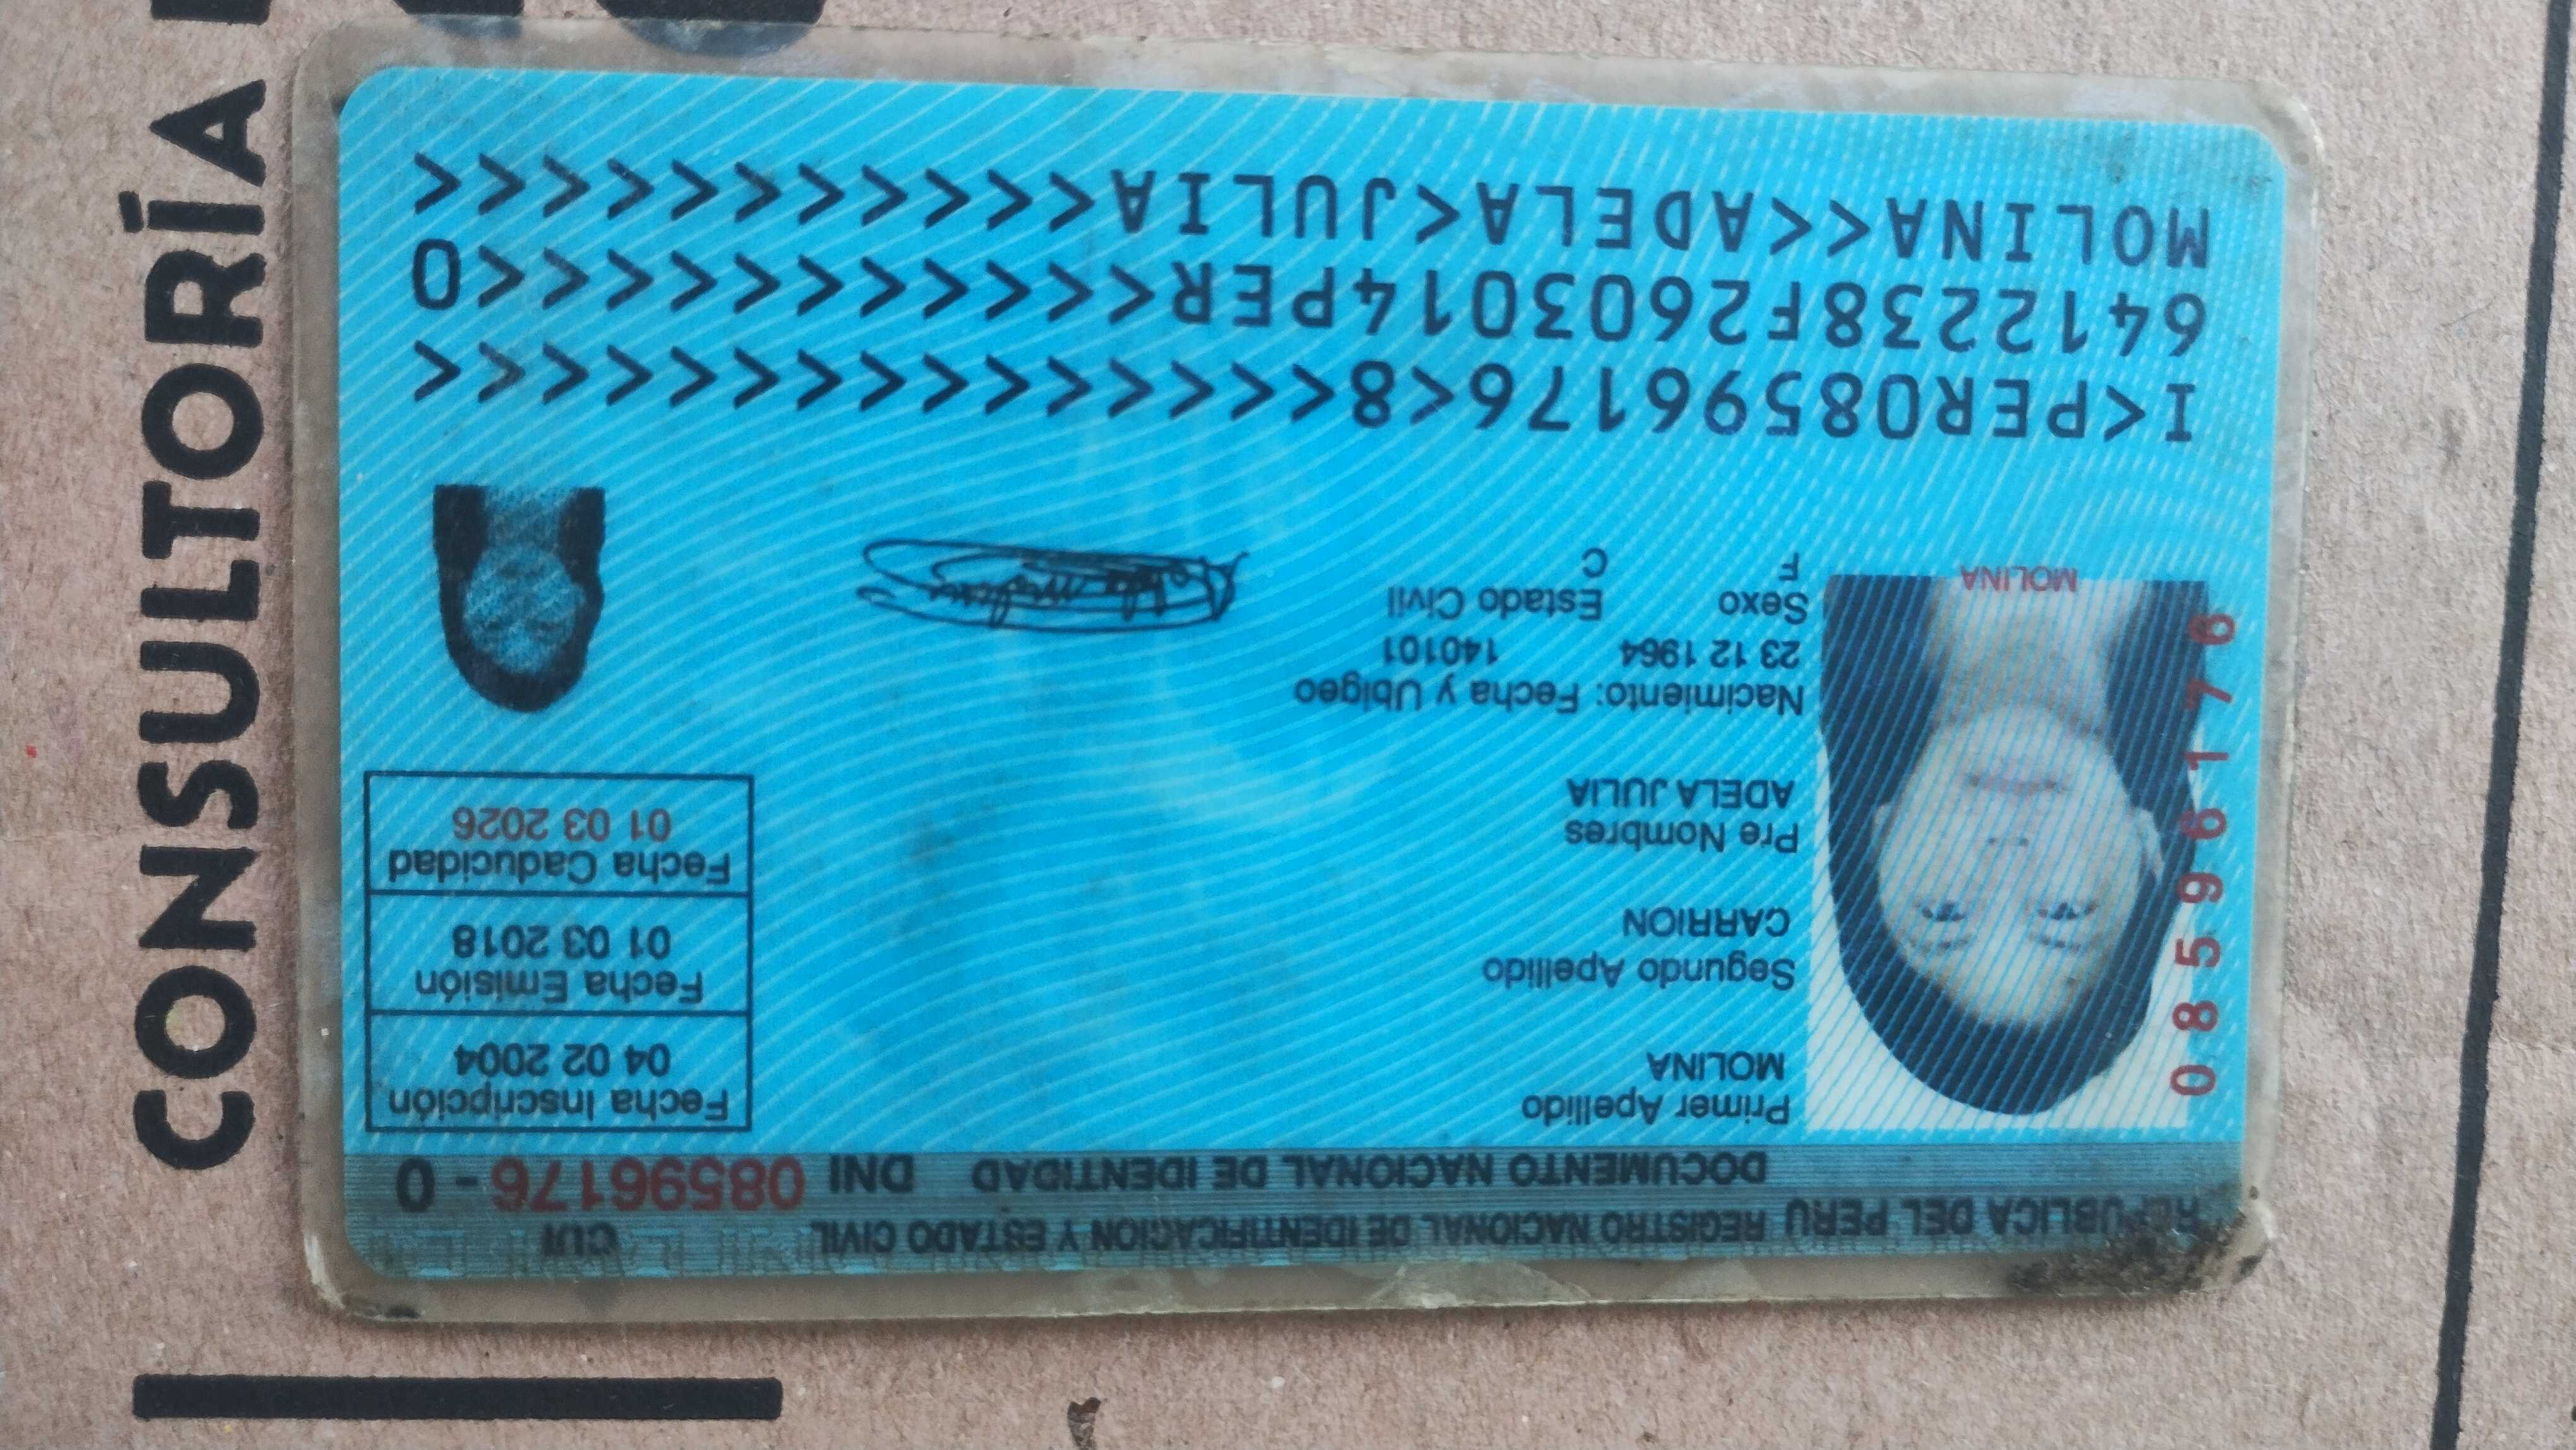 CONSULTORÍA
REPUBLICA DEL PERU REGISTRO NACIONAL DE IDENTIFICACION Y ESTADO CIVIL CUI
DOCUMENTO NACIONAL DE IDENTIDAD DNI 08596176 - 0
Primer Apellido
MOLINA
Segundo Apellido
CARRION
Pre Nombres
ADELA JULIA
Nacimiento: Fecha y Ubigeo
23 12 1964 140101
Sexo Estado Civil
F C
Fecha Inscripción
04 02 2004
Fecha Emisión
01 03 2018
Fecha Caducidad
01 03 2026
08596176
MOLINA
I<PER08596176<8<<<<<<<<<<<<<<<
6412238F2603014PER<<<<<<<<<<<0
MOLINA<<ADELA<JULIA<<<<<<<<<<<